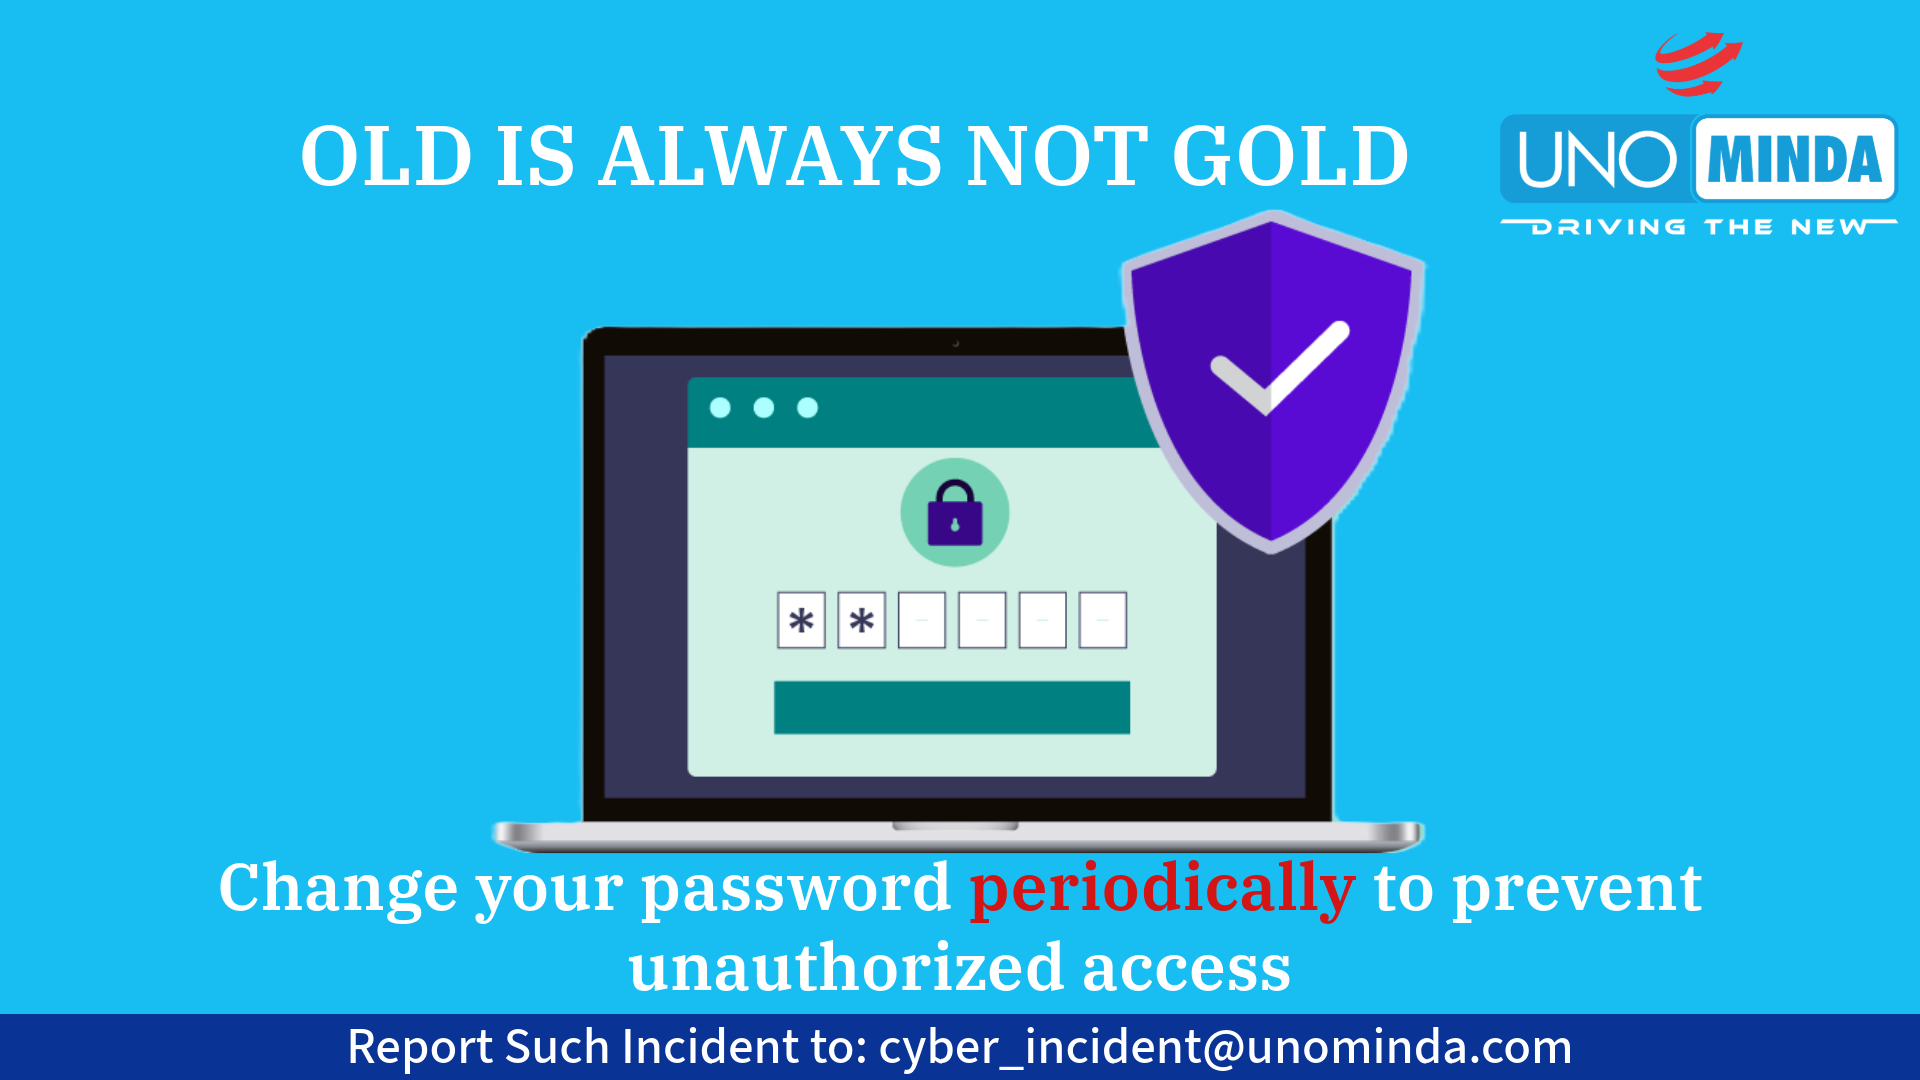 OLD IS ALWAYS NOT GOLD
UNO MINDA
DRIVING THE NEW
* *
Change your password periodically to prevent
unauthorized access
Report Such Incident to: cyber_incident@unominda.com